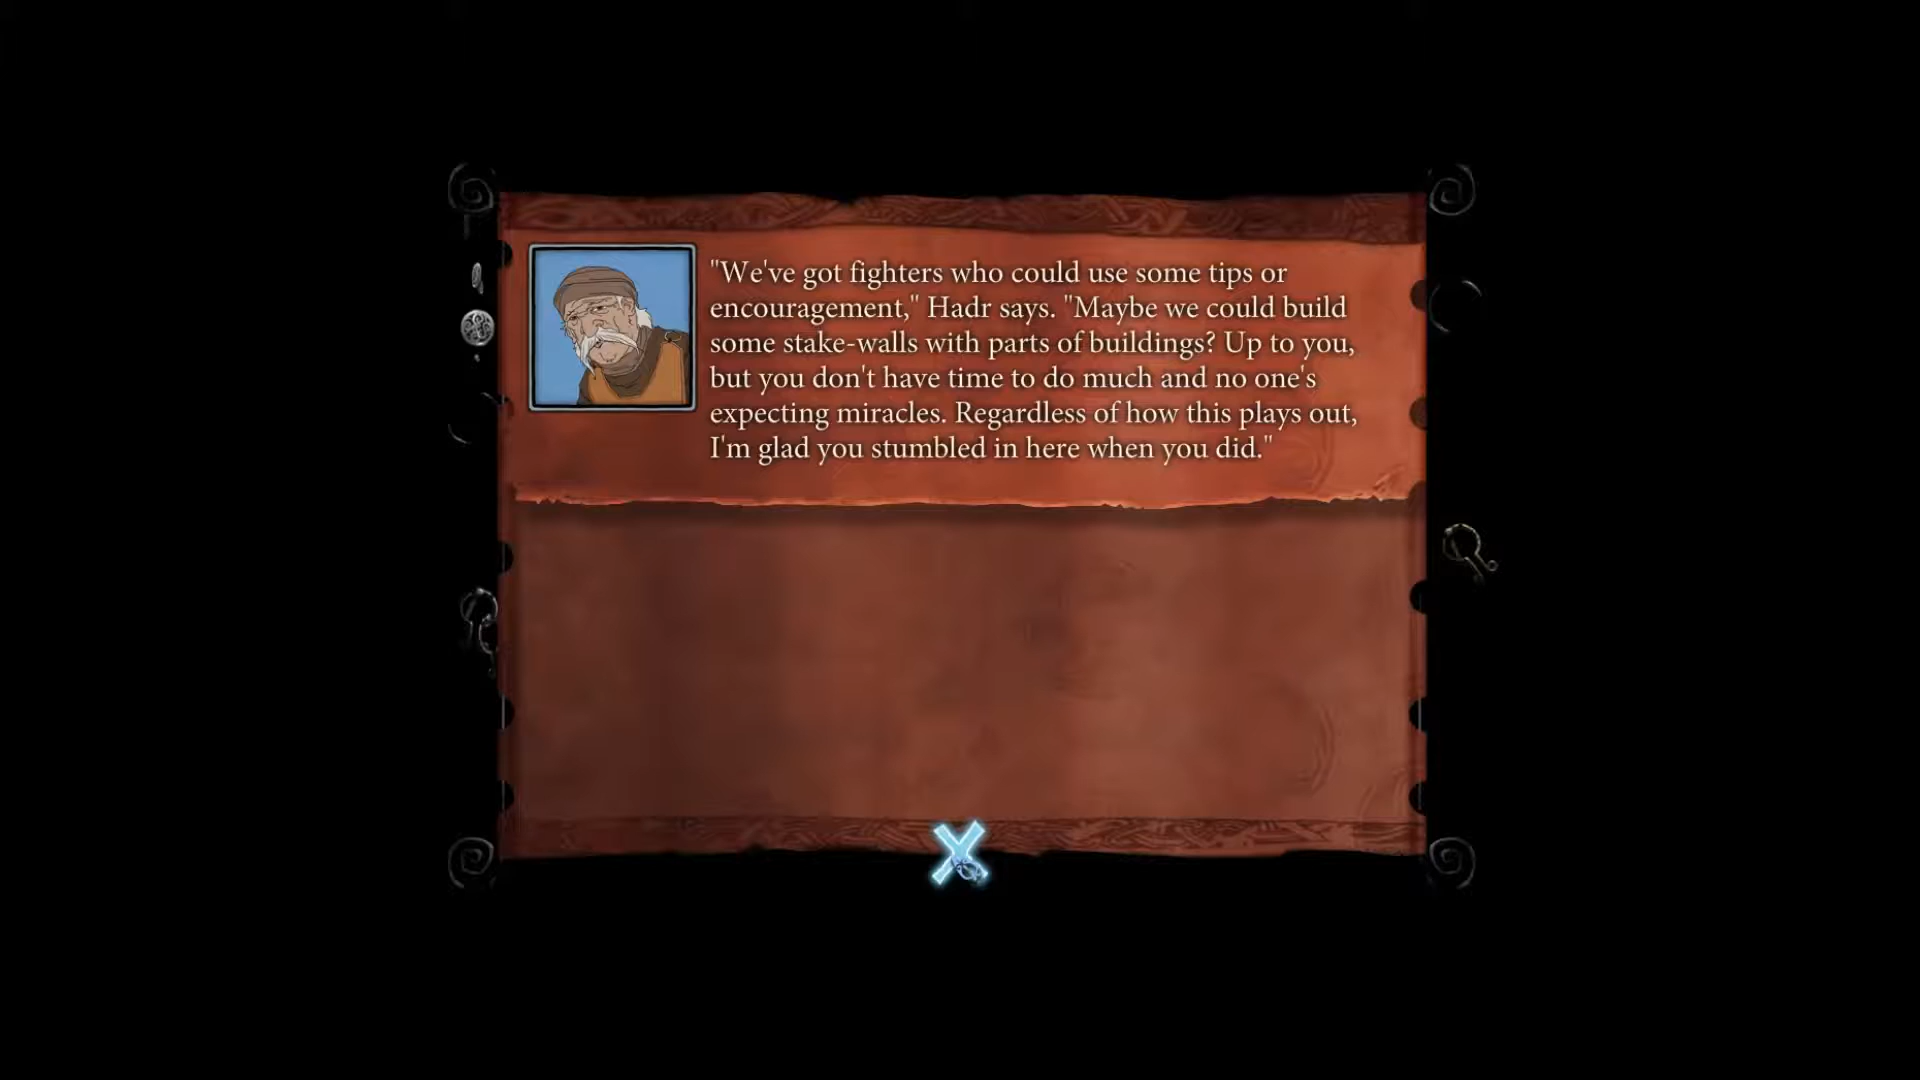 "We've got fighters who could use some tips or
encouragement," Hadr says. "Maybe we could build
some stake-walls with parts of buildings? Up to you,
but you don't have time to do much and no one's
expecting miracles. Regardless of how this plays out,
I'm glad you stumbled in here when you did."